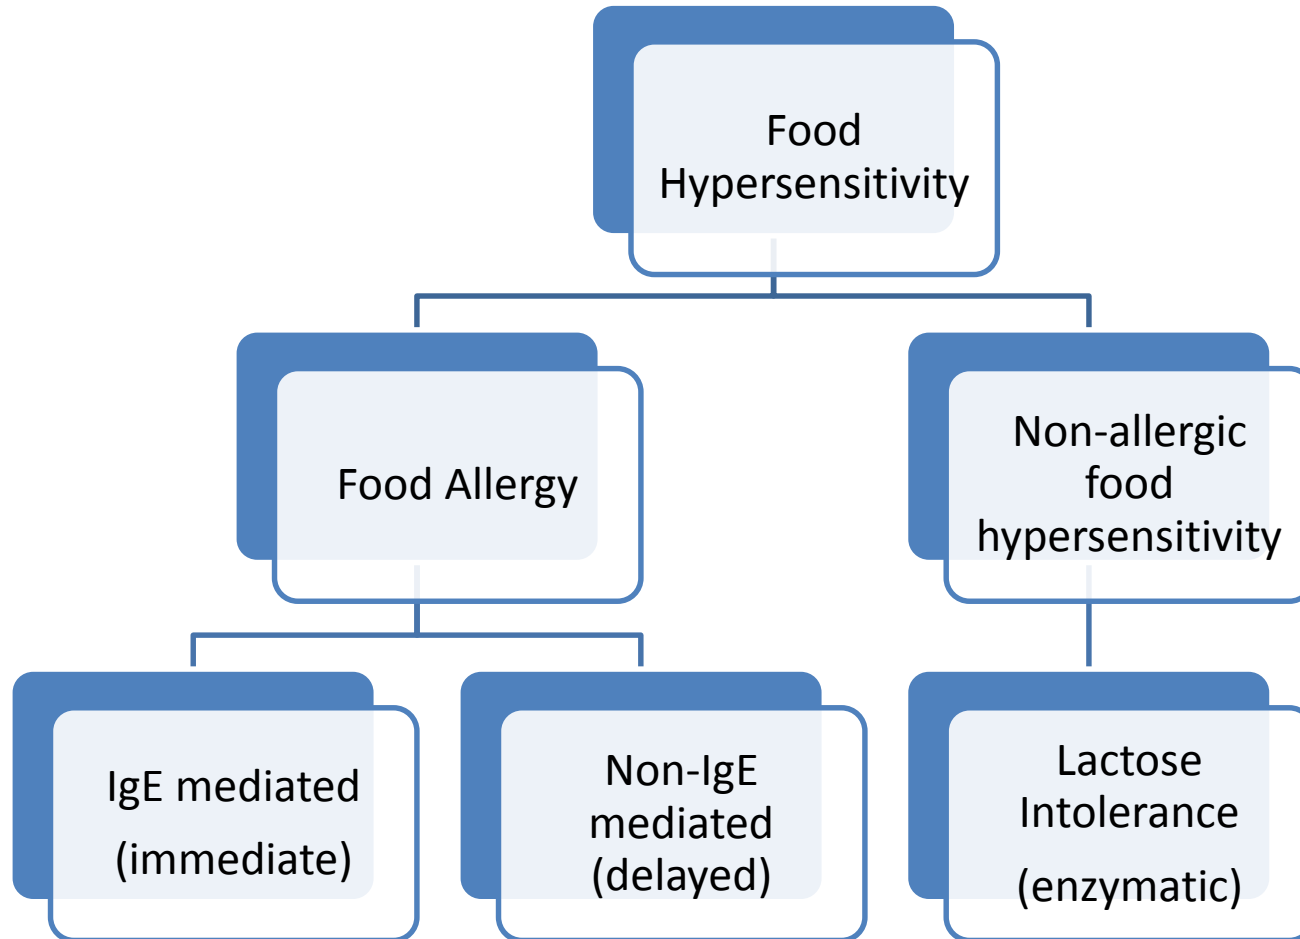 Food
Hypersensitivity
Food Allergy
Non-allergic
food
hypersensitivity
IgE mediated
(immediate)
Non-IgE
mediated
(delayed)
Lactose
Intolerance
(enzymatic)